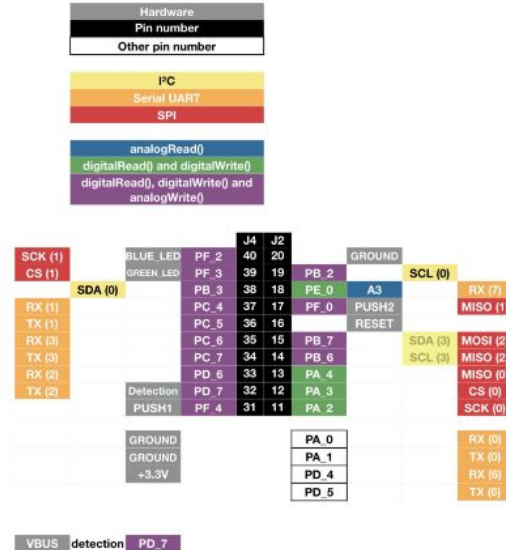 Hardware
Pin number
Other pin number
I²C
Serial UART
SPI
analogRead()
digitalRead() and digitalWrite()
digitalRead(), digitalWrite() and
analogWrite()
J4 J2
SCK (1) BLUE_LED PF_2 40 20 GROUND
CS (1) GREEN_LED PF_3 39 19 PB_2 SCL (0)
SDA (0) PB_3 38 18 PE_0 A3 RX (7)
RX (1) PC_4 37 17 PF_0 PUSH2 MISO (1)
TX (1) PC_5 36 16 RESET
RX (3) PC_6 35 15 PB_7 SDA (3) MOSI (2
TX (3) PC_7 34 14 PB_6 SCL (3) MISO (2
RX (2) PD_6 33 13 PA_4 MISO (0
TX (2) Detection PD_7 32 12 PA_3 CS (0)
PUSH1 PF_4 31 11 PA_2 SCK (0)
GROUND PA_0 RX (0)
GROUND PA_1 TX (0)
+3.3V PD_4 RX (6)
PD_5 TX (6)
VBUS detection PD_7